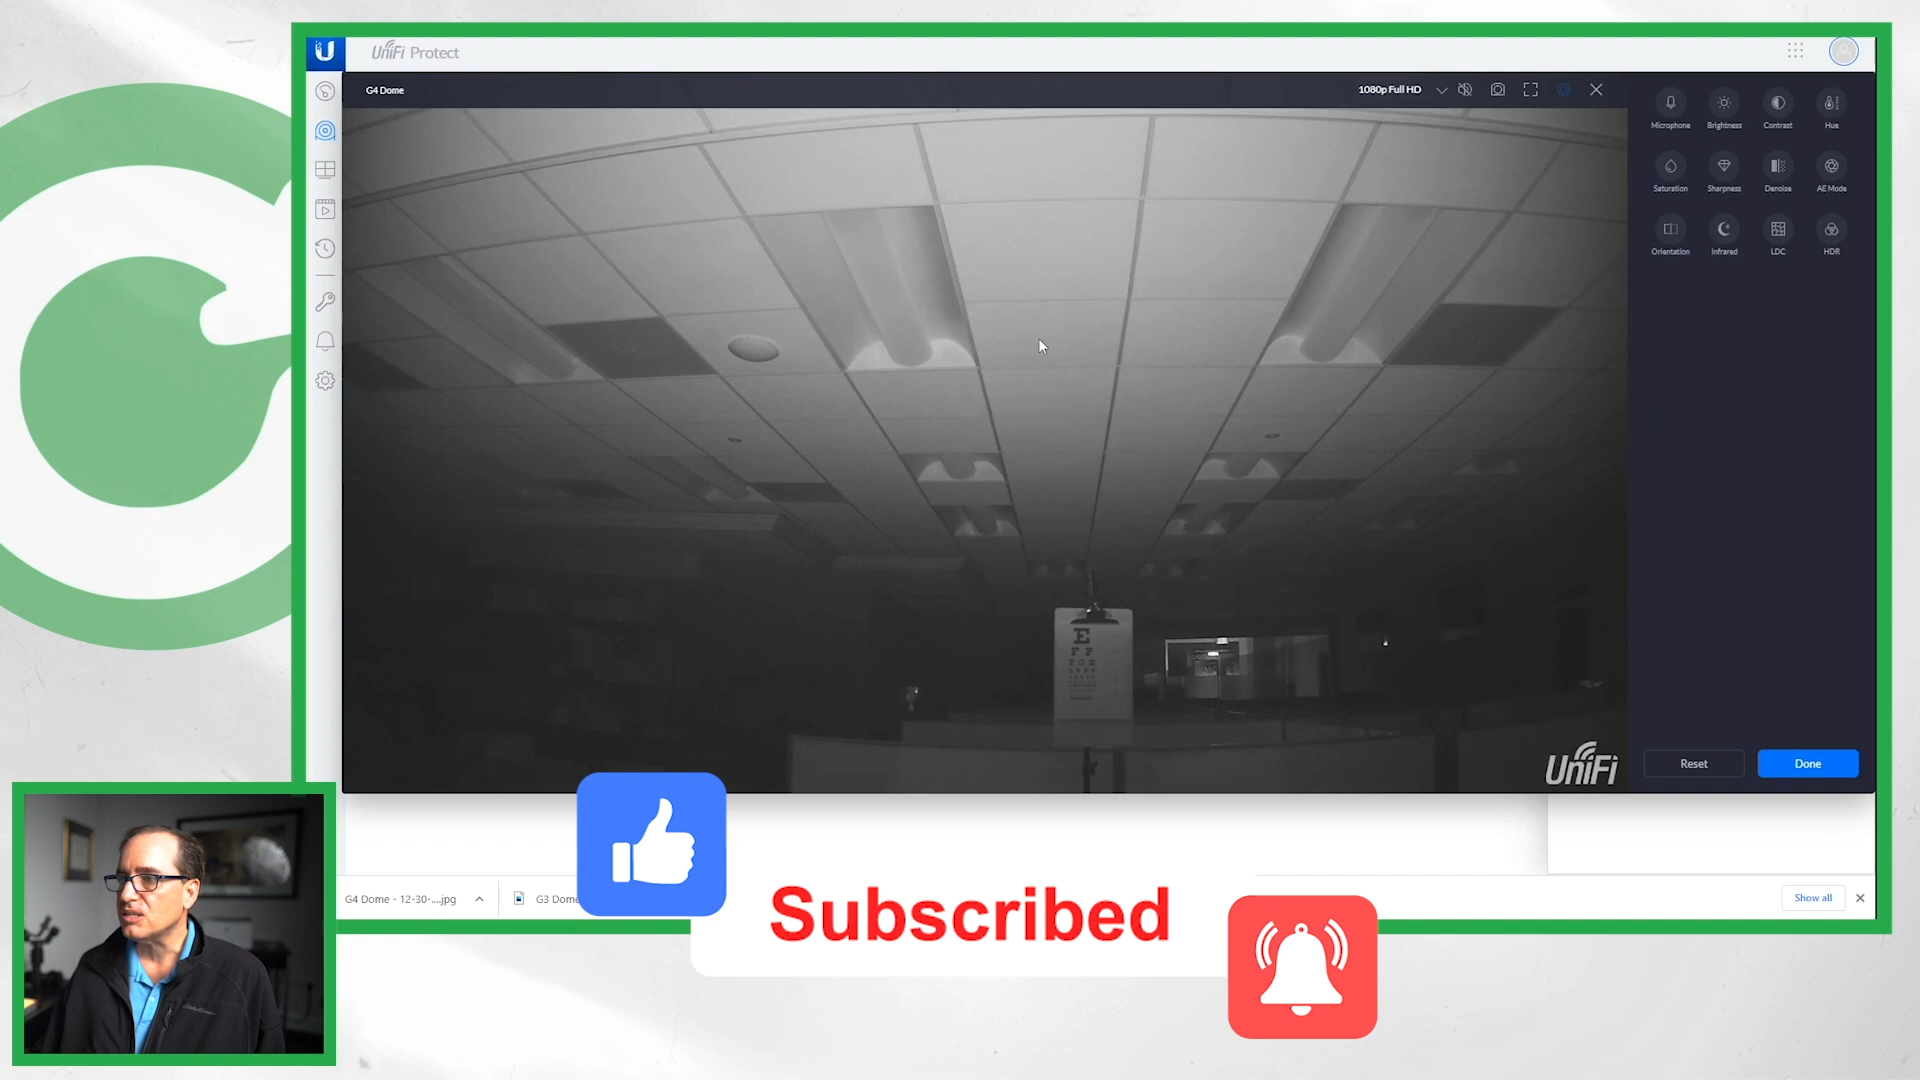 UniFi Protect
G4 Dome
1080p Full HD
Microphone
Brightness
Contrast
Hue
Saturation
Sharpness
Denoise
AE Mode
Orientation
Infrared
LDC
HDR
E
F P
T O Z
UniFi
Reset
Done
G4 Dome - 12-30-....jpg
G3 Dome
Show all
Subscribed